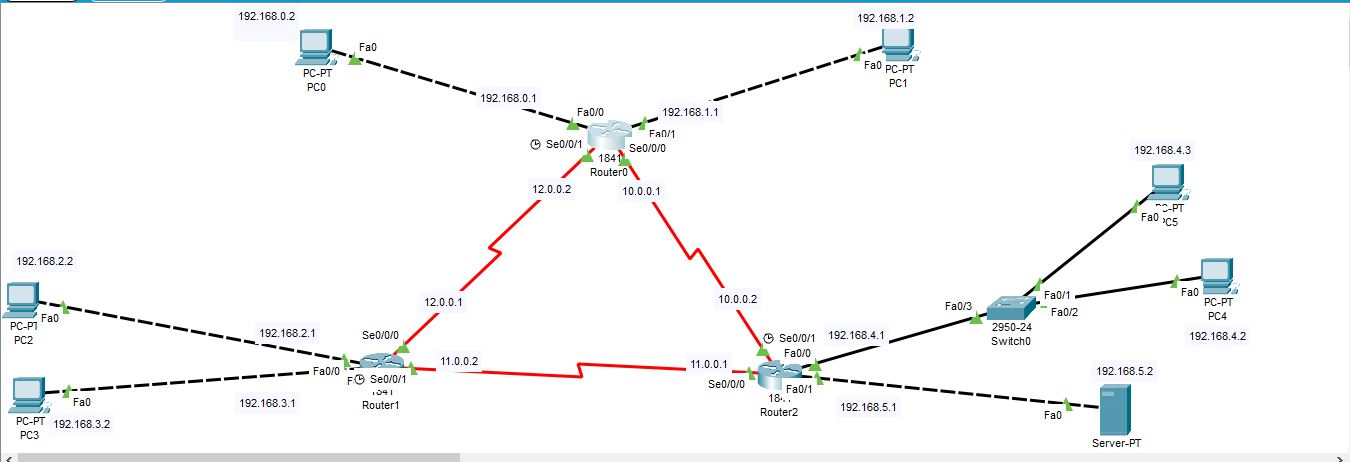 192.168.0.2
192.168.1.2
Fa0
PC-PT
PC0
Fa0
PC-PT
PC1
192.168.0.1
Fa0/0
192.168.1.1
Fa0/1
Se0/0/1
Se0/0/0
1841
Router0
192.168.4.3
12.0.0.2
10.0.0.1
Fa0
PC5
192.168.2.2
Fa0
PC-PT
PC2
12.0.0.1
10.0.0.2
Fa0/3
Fa0/1
Fa0/2
Fa0
PC-PT
PC4
2950-24
Switch0
192.168.4.2
192.168.2.1
Se0/0/0
Se0/0/1
192.168.4.1
Fa0/0
11.0.0.2
11.0.0.1
Fa0/0
Se0/0/1
Se0/0/0
Fa0/1
192.168.5.2
Router1
Router2
192.168.3.1
192.168.5.1
Fa0
PC-PT
PC3
192.168.3.2
Fa0
Server-PT